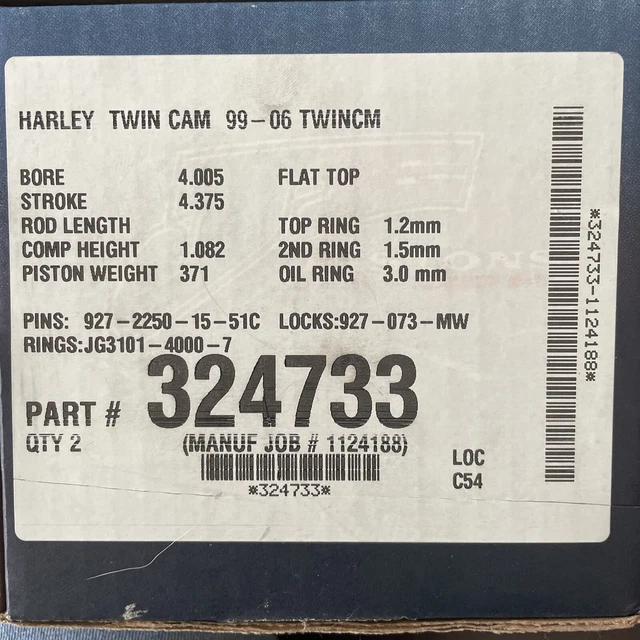 HARLEY TWIN CAM 99-06 TWINCM
BORE 4.005 FLAT TOP
STROKE 4.375
ROD LENGTH TOP RING 1.2mm
COMP HEIGHT 1.082 2ND RING 1.5mm
PISTON WEIGHT 371 OIL RING 3.0 mm
PINS: 927-2250-15-51C LOCKS:927-073-MW
RINGS:JG3101-4000-7
PART # 324733
QTY 2 (MANUF JOB # 1124188)
*324733*
LOC
C54
*324733-1124188*